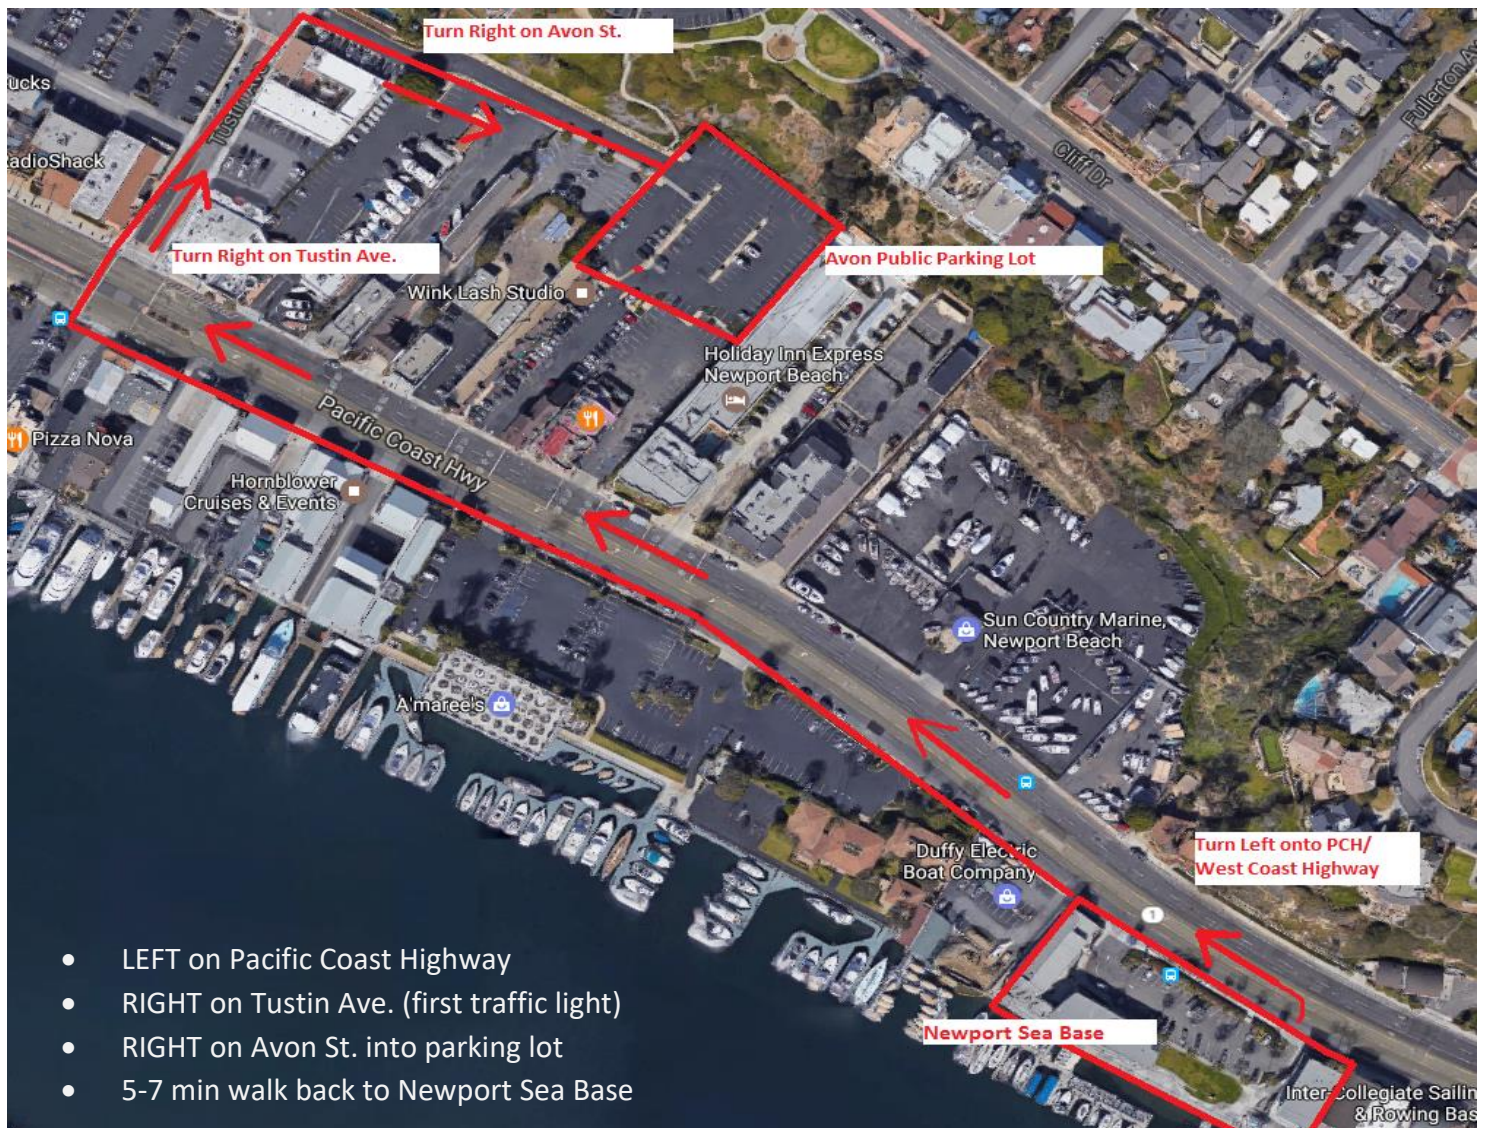 Turn Right on Avon St.
ucks
Tustin Ave
Fullerton Av
adioShack
Cliff Dr
Turn Right on Tustin Ave.
Avon Public Parking Lot
Wink Lash Studio
Holiday Inn Express
Newport Beach
Pacific Coast Hwy
Pizza Nova
Hornblower
Cruises & Events
Sun Country Marine,
Newport Beach
A'maree's
Turn Left onto PCH/
West Coast Highway
Duffy Electric
Boat Company
1
• LEFT on Pacific Coast Highway
• RIGHT on Tustin Ave. (first traffic light)
• RIGHT on Avon St. into parking lot
• 5-7 min walk back to Newport Sea Base
Newport Sea Base
Inter-Collegiate Sailin
& Rowing Bas